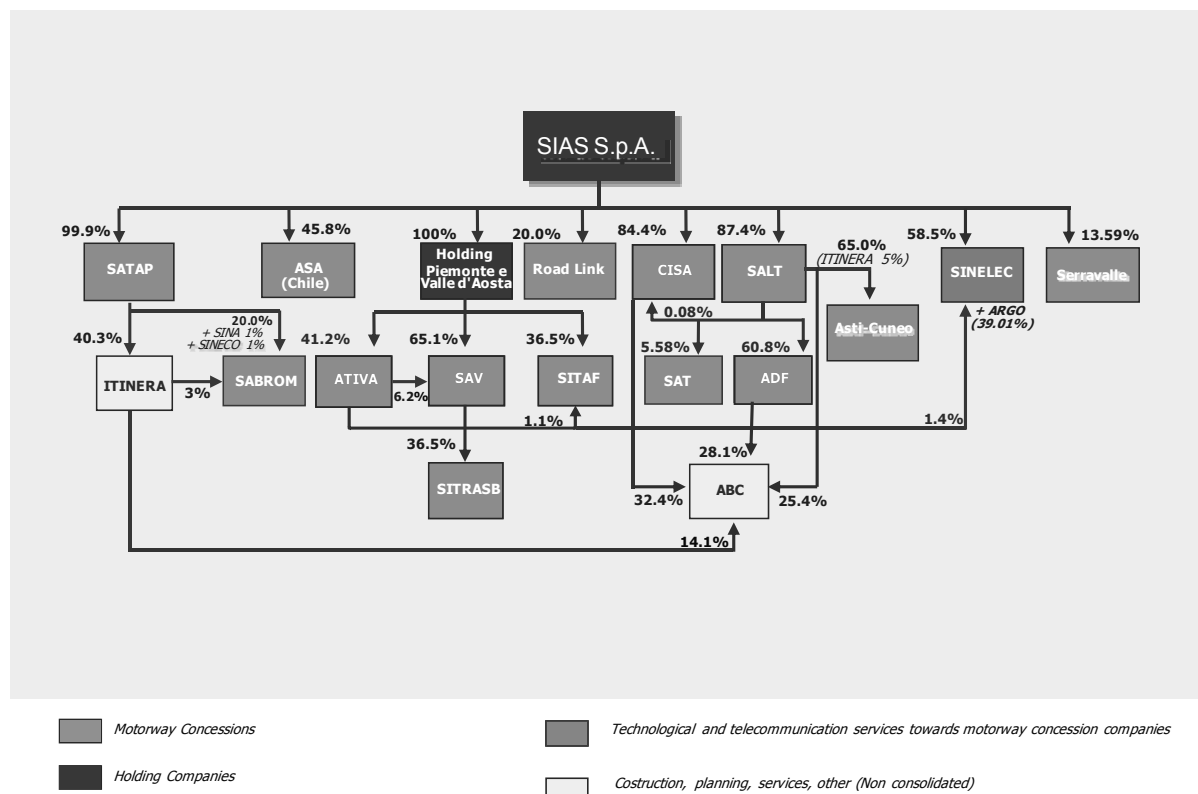 SIAS S.p.A.
99.9%
45.8%
100%
20.0%
84.4%
87.4%
65.0%
(ITINERA 5%)
58.5%
13.59%
SATAP
ASA
(Chile)
Holding
Piemonte e
Valle d'Aosta
Road Link
CISA
SALT
SINELEC
Serravalle
+ ARGO
(39.01%)
Asti-Cuneo
0.08%
20.0%
+ SINA 1%
+ SINECO 1%
40.3%
41.2%
65.1%
36.5%
5.58%
60.8%
ITINERA
3%
SABROM
ATIVA
6.2%
SAV
SITAF
SAT
ADF
1.1%
1.4%
36.5%
28.1%
SITRASB
32.4%
ABC
25.4%
14.1%
Motorway Concessions
Technological and telecommunication services towards motorway concession companies
Holding Companies
Costruction, planning, services, other (Non consolidated)